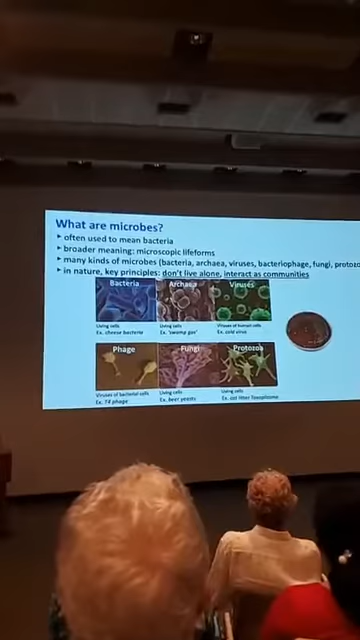 What are microbes?
often used to mean bacteria
broader meaning: microscopic lifeforms
many kinds of microbes (bacteria, archaea, viruses, bacteriophage, fungi, protozo
in nature, key principles: don't live alone, interact as communities
Bacteria Archaea Viruses
Living cells Living cells Viruses of human cells
Ex. cheese bacteria Ex. 'swamp gas' Ex. cold virus
Phage Fungi Protozoa
Viruses of bacterial cells Living cells Living cells
Ex. T4 phage Ex. beer yeasts Ex. cat litter Toxoplasma